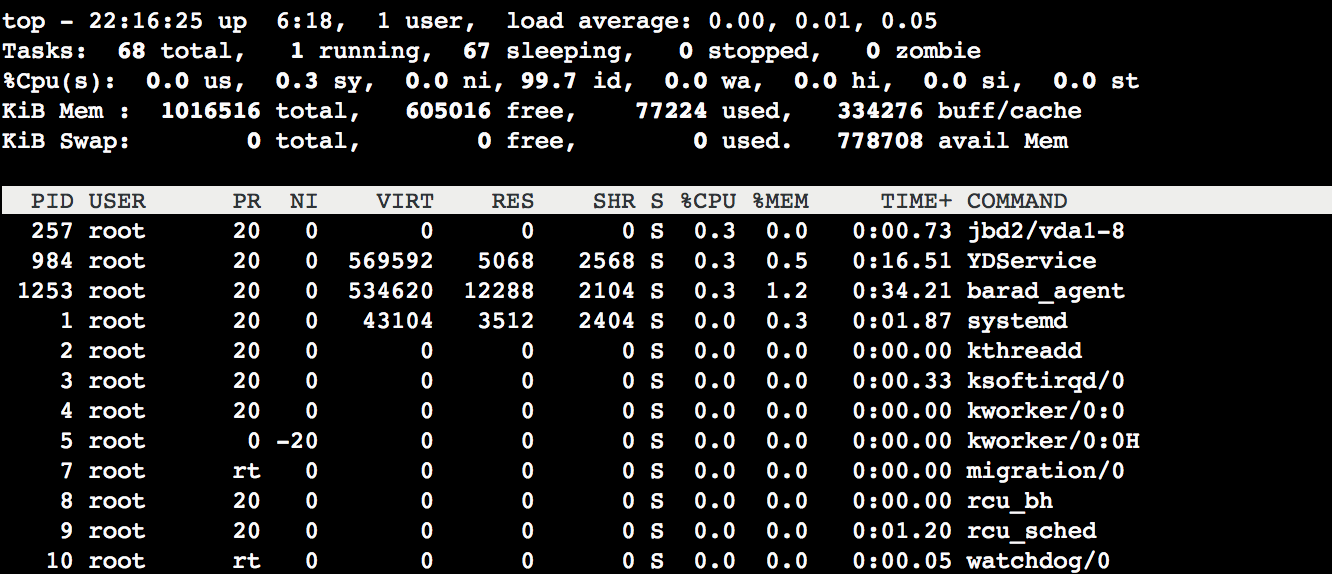 top - 22:16:25 up  6:18,  1 user,  load average: 0.00, 0.01, 0.05
Tasks:  68 total,   1 running,  67 sleeping,   0 stopped,   0 zombie
%Cpu(s):  0.0 us,  0.3 sy,  0.0 ni, 99.7 id,  0.0 wa,  0.0 hi,  0.0 si,  0.0 st
KiB Mem :  1016516 total,   605016 free,    77224 used,   334276 buff/cache
KiB Swap:        0 total,        0 free,        0 used.   778708 avail Mem
  PID USER      PR  NI    VIRT    RES    SHR S %CPU %MEM     TIME+ COMMAND
  257 root      20   0       0      0      0 S  0.3  0.0   0:00.73 jbd2/vda1-8
  984 root      20   0  569592   5068   2568 S  0.3  0.5   0:16.51 YDService
 1253 root      20   0  534620  12288   2104 S  0.3  1.2   0:34.21 barad_agent
    1 root      20   0   43104   3512   2404 S  0.0  0.3   0:01.87 systemd
    2 root      20   0       0      0      0 S  0.0  0.0   0:00.00 kthreadd
    3 root      20   0       0      0      0 S  0.0  0.0   0:00.33 ksoftirqd/0
    4 root      20   0       0      0      0 S  0.0  0.0   0:00.00 kworker/0:0
    5 root       0 -20       0      0      0 S  0.0  0.0   0:00.00 kworker/0:0H
    7 root      rt   0       0      0      0 S  0.0  0.0   0:00.00 migration/0
    8 root      20   0       0      0      0 S  0.0  0.0   0:00.00 rcu_bh
    9 root      20   0       0      0      0 S  0.0  0.0   0:01.20 rcu_sched
   10 root      rt   0       0      0      0 S  0.0  0.0   0:00.05 watchdog/0